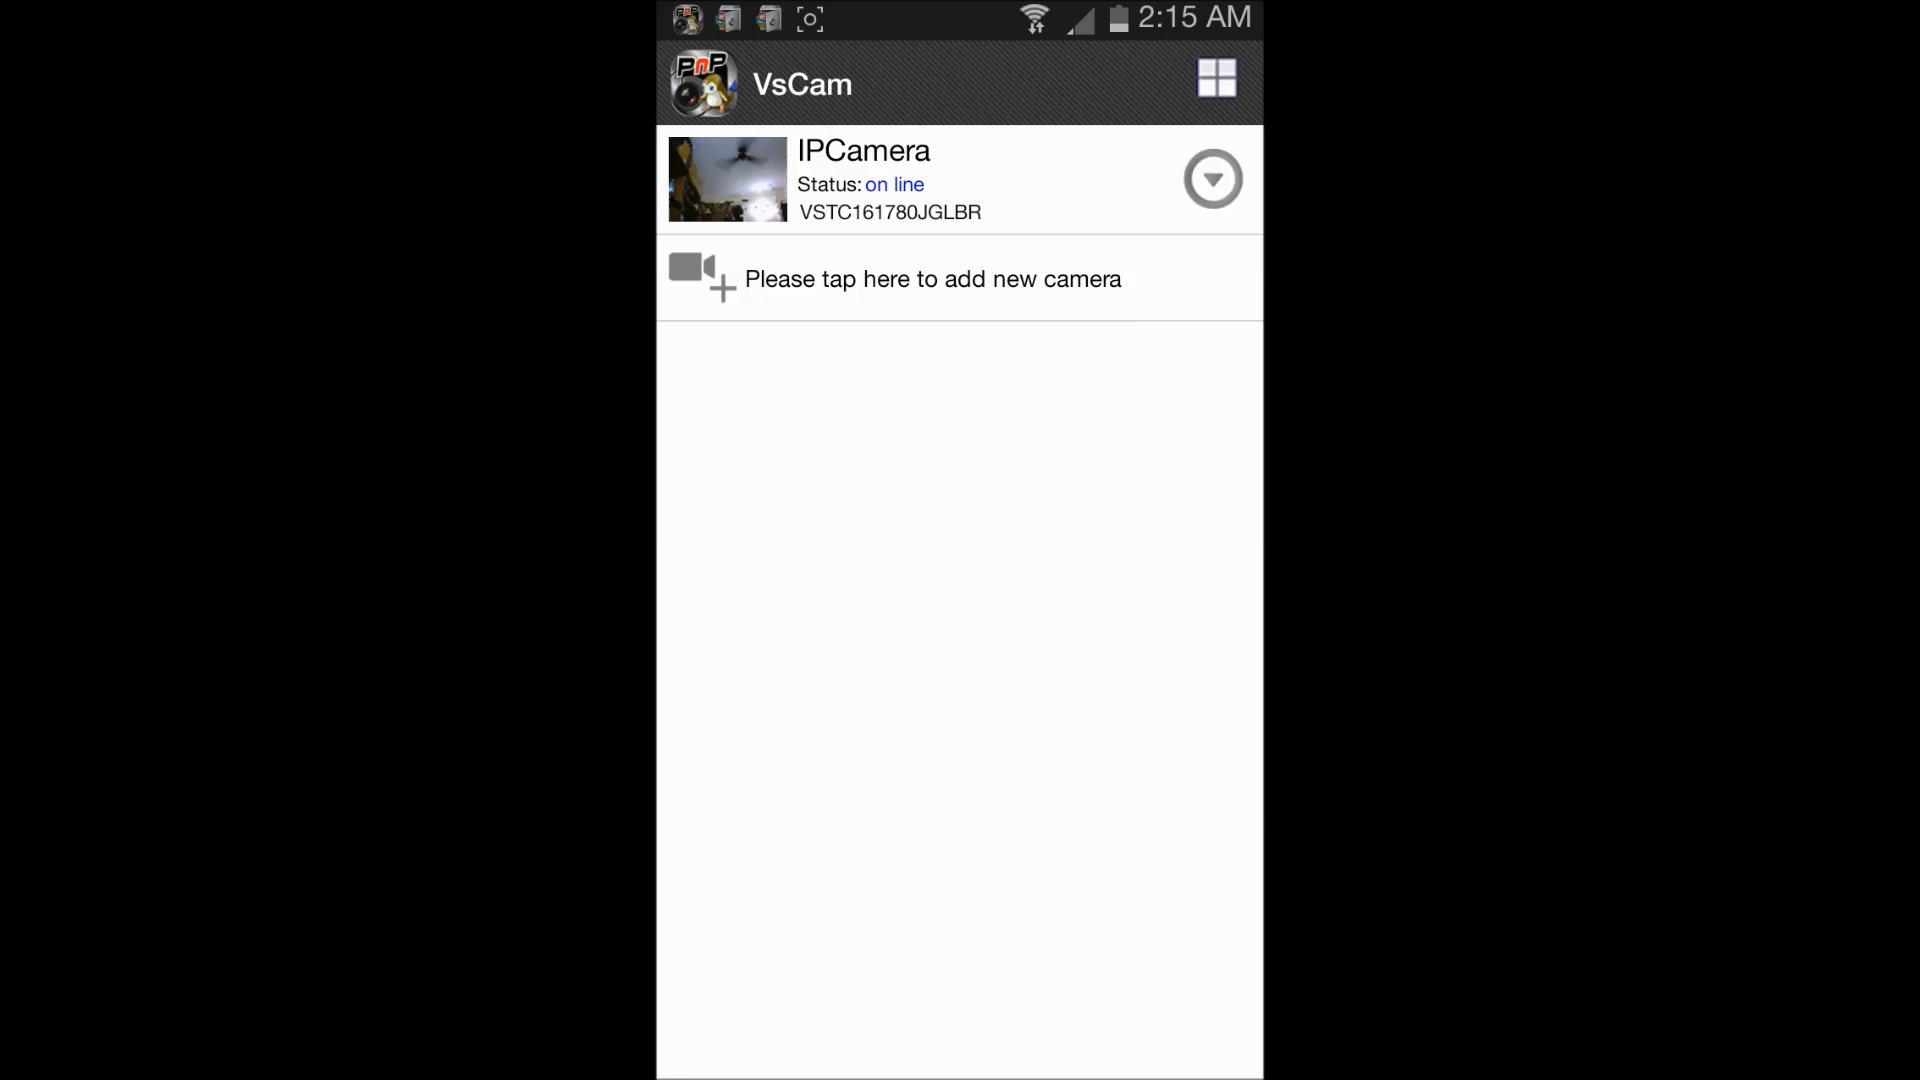 2:15 AM
PnP
VsCam
IPCamera
Status: on line
VSTC161780JGLBR
Please tap here to add new camera